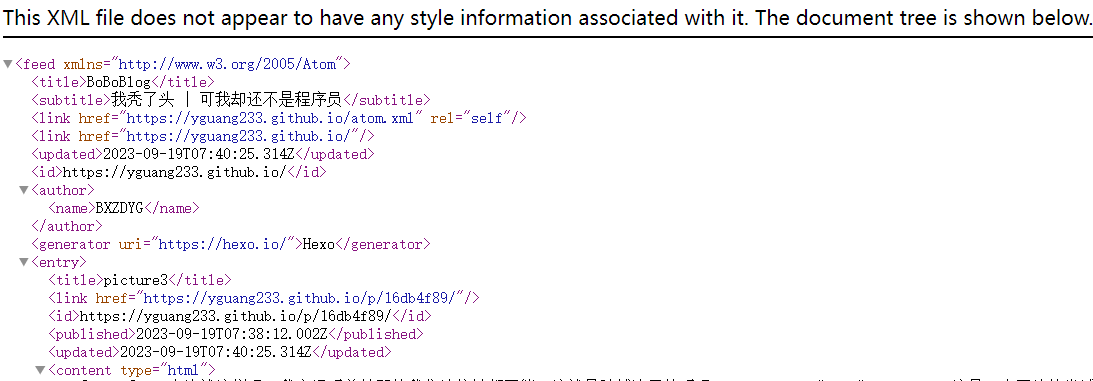 This XML file does not appear to have any style information associated with it. The document tree is shown below.
▼<feed xmlns="http://www.w3.org/2005/Atom">
<title>BoBoBlog</title>
<subtitle>我秃了头 | 可我却还不是程序员</subtitle>
<link href="https://yguang233.github.io/atom.xml" rel="self"/>
<link href="https://yguang233.github.io/"/>
<updated>2023-09-19T07:40:25.314Z</updated>
<id>https://yguang233.github.io/</id>
▼<author>
<name>BXZDYG</name>
</author>
<generator uri="https://hexo.io/">Hexo</generator>
▼<entry>
<title>picture3</title>
<link href="https://yguang233.github.io/p/16db4f89/"/>
<id>https://yguang233.github.io/p/16db4f89/</id>
<published>2023-09-19T07:38:12.002Z</published>
<updated>2023-09-19T07:40:25.314Z</updated>
▼<content type="html">